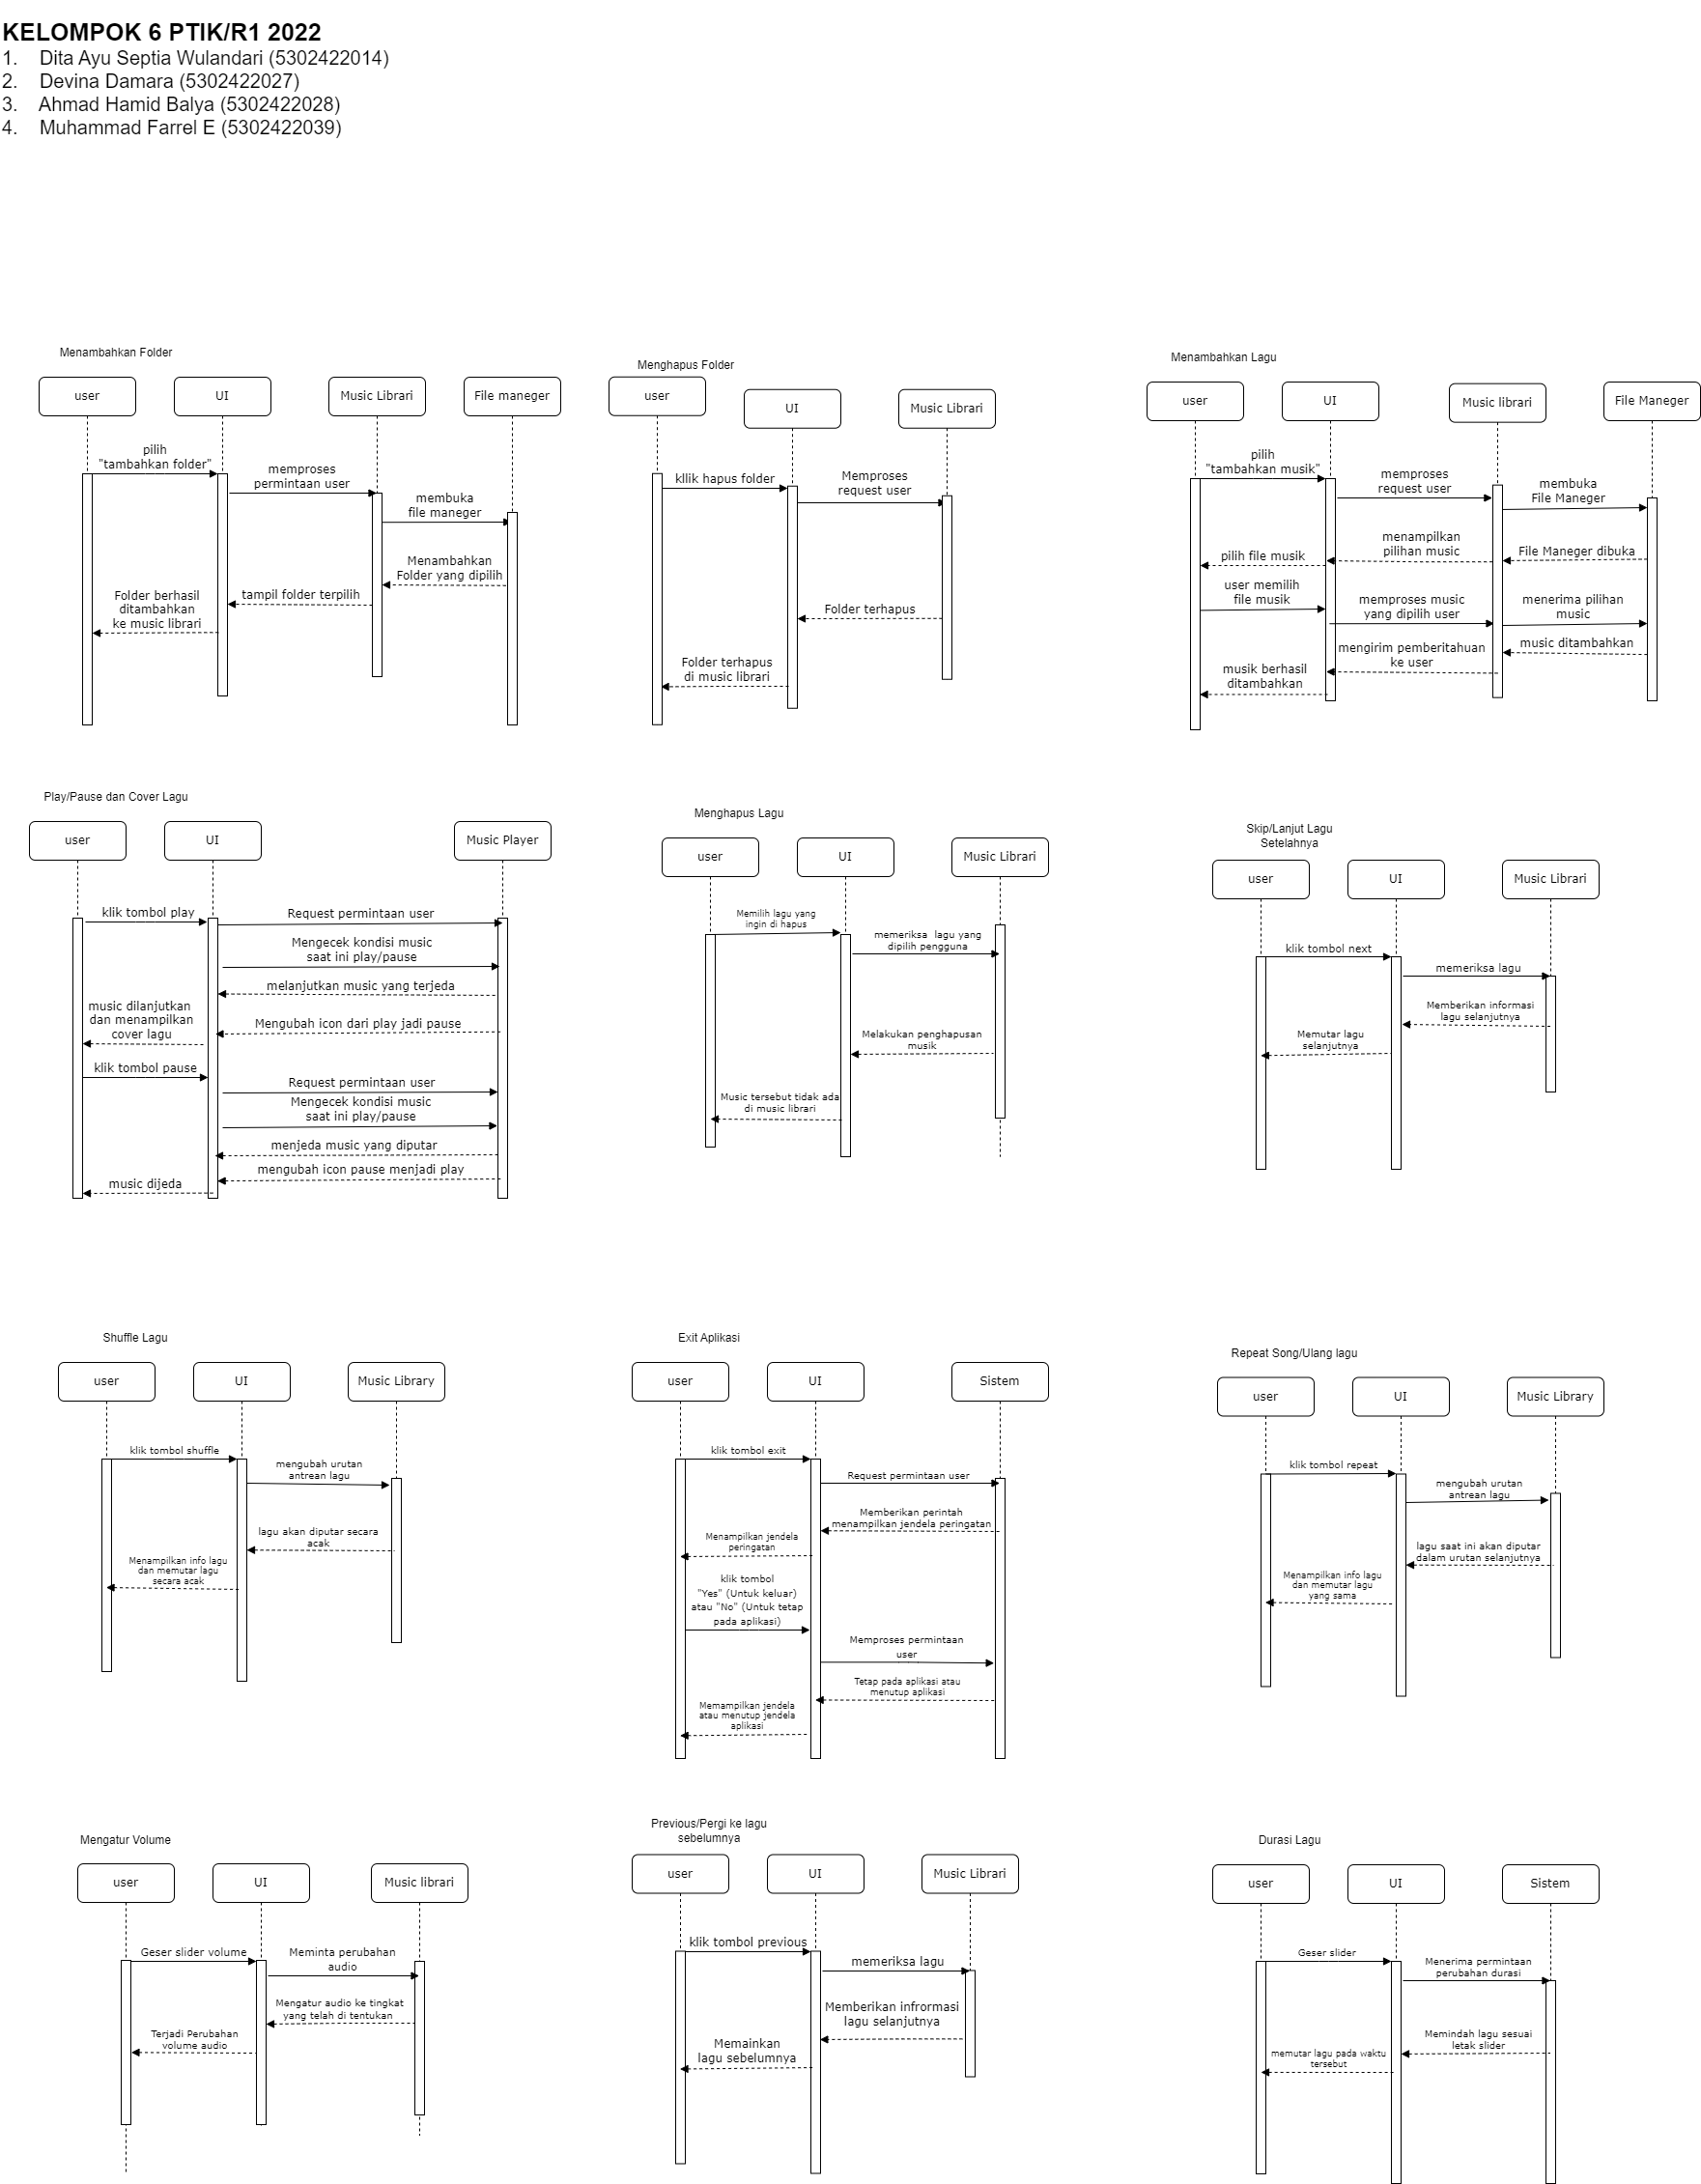 KELOMPOK 6 PTIK/R1 2022
1. Dita Ayu Septia Wulandari (5302422014)
2. Devina Damara (5302422027)
3. Ahmad Hamid Balya (5302422028)
4. Muhammad Farrel E (5302422039)
Menambahkan Folder
user
UI
Music Librari
File maneger
pilih
"tambahkan folder"
memproses
permintaan user
membuka
file maneger
Menambahkan
Folder yang dipilih
tampil folder terpilih
Folder berhasil
ditambahkan
ke music librari
Menghapus Folder
user
UI
Music Librari
kllik hapus folder
Memproses
request user
Folder terhapus
Folder terhapus
di music librari
Menambahkan Lagu
user
UI
Music librari
File Maneger
pilih
"tambahkan musik"
memproses
request user
membuka
File Maneger
File Maneger dibuka
menampilkan
pilihan music
pilih file musik
user memilih
file musik
memproses music
yang dipilih user
menerima pilihan
music
music ditambahkan
mengirim pemberitahuan
ke user
musik berhasil
ditambahkan
Play/Pause dan Cover Lagu
user
UI
Music Player
klik tombol play
Request permintaan user
Mengecek kondisi music
saat ini play/pause
melanjutkan music yang terjeda
Mengubah icon dari play jadi pause
music dilanjutkan
dan menampilkan
cover lagu
klik tombol pause
Request permintaan user
Mengecek kondisi music
saat ini play/pause
menjeda music yang diputar
mengubah icon pause menjadi play
music dijeda
Menghapus Lagu
user
UI
Music Librari
Memilih lagu yang
ingin di hapus
memeriksa lagu yang
dipilih pengguna
Melakukan penghapusan
musik
Music tersebut tidak ada
di music librari
Skip/Lanjut Lagu
Setelahnya
user
UI
Music Librari
klik tombol next
memeriksa lagu
Memberikan informasi
lagu selanjutnya
Memutar lagu
selanjutnya
Shuffle Lagu
user
UI
Music Library
klik tombol shuffle
mengubah urutan
antrean lagu
lagu akan diputar secara
acak
Menampilkan info lagu
dan memutar lagu
secara acak
Exit Aplikasi
user
UI
Sistem
klik tombol exit
Request permintaan user
Memberikan perintah
menampilkan jendela peringatan
Menampilkan jendela
peringatan
klik tombol
"Yes" (Untuk keluar)
atau "No" (Untuk tetap
pada aplikasi)
Memproses permintaan
user
Tetap pada aplikasi atau
menutup aplikasi
Memampilkan jendela
atau menutup jendela
aplikasi
Repeat Song/Ulang lagu
user
UI
Music Library
klik tombol repeat
mengubah urutan
antrean lagu
lagu saat ini akan diputar
dalam urutan selanjutnya
Menampilkan info lagu
dan memutar lagu
yang sama
Mengatur Volume
user
UI
Music librari
Geser slider volume
Meminta perubahan
audio
Mengatur audio ke tingkat
yang telah di tentukan
Terjadi Perubahan
volume audio
Previous/Pergi ke lagu
sebelumnya
user
UI
Music Librari
klik tombol previous
memeriksa lagu
Memberikan infrormasi
lagu selanjutnya
Memainkan
lagu sebelumnya
Durasi Lagu
user
UI
Sistem
Geser slider
Menerima permintaan
perubahan durasi
Memindah lagu sesuai
letak slider
memutar lagu pada waktu
tersebut